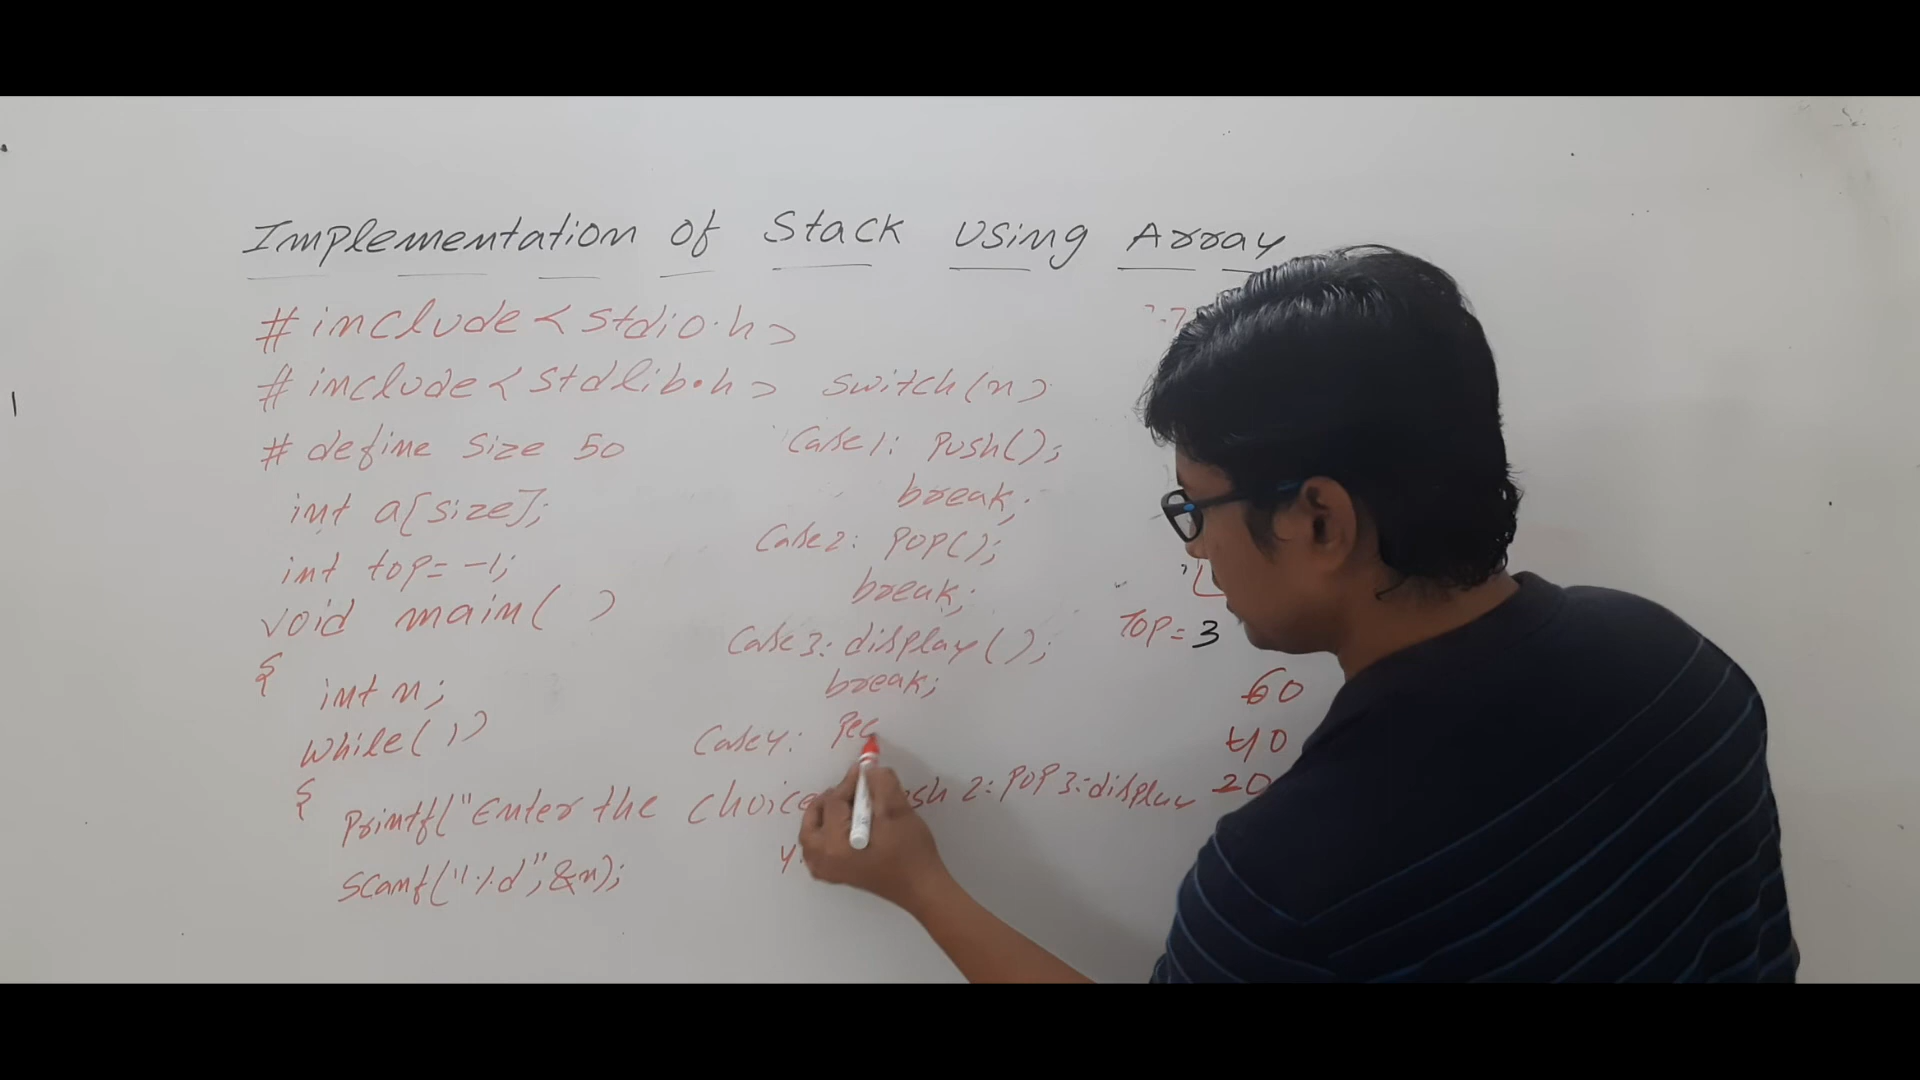 Implementation of Stack Using Array
#include<stdio.h>
#include<stdlib.h>
#define size 50
int a[size];
int top=-1;
void main( )
{
int n;
while(1)
{
printf("Enter the choice 2:POP 3:display
scanf("%d",&n);
switch(n)
Case1: push();
break;
Case2: POP();
break;
Case3: display();
break;
Case4: Pee
Top=3
60
40
20